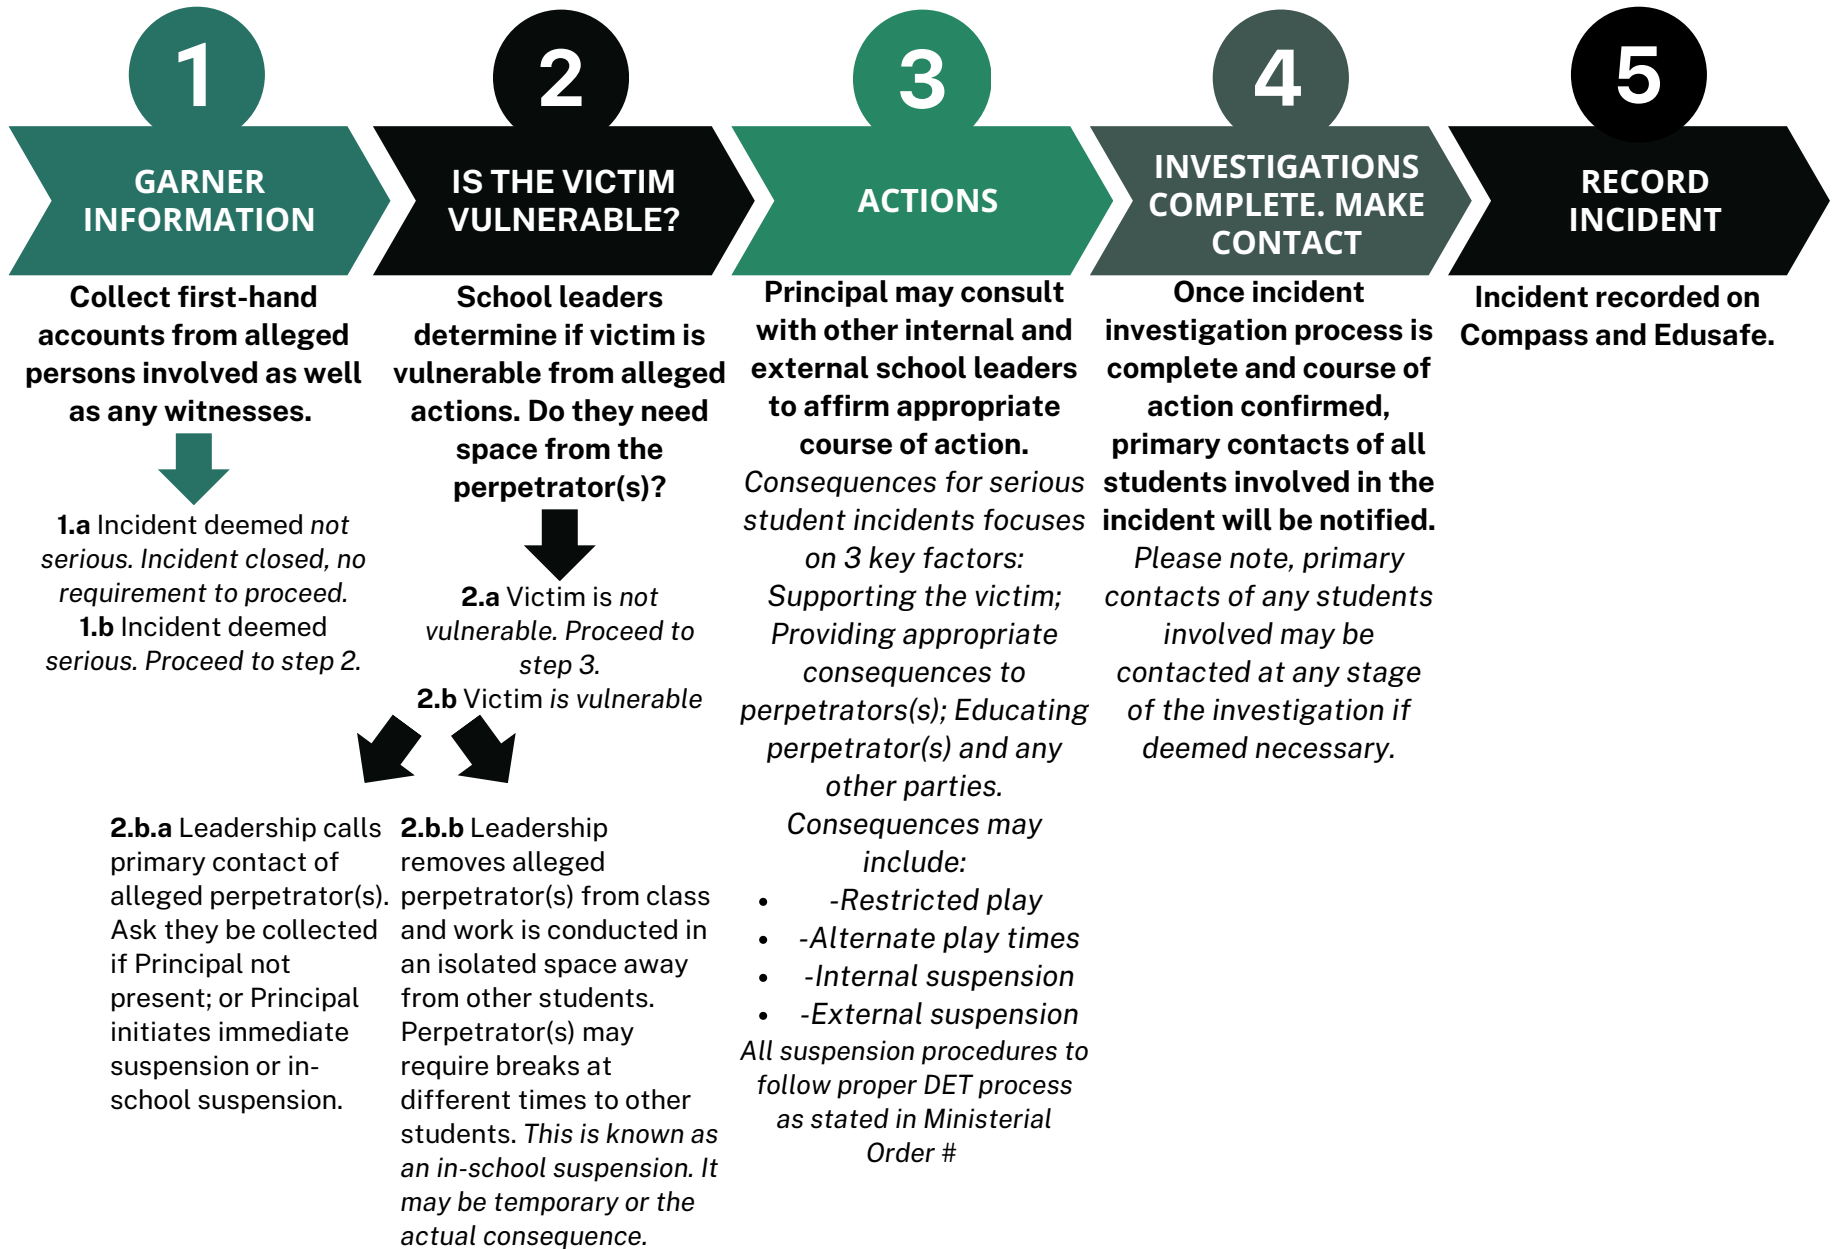 1
GARNER
INFORMATION
Collect first-hand
accounts from alleged
persons involved as well
as any witnesses.
1.a Incident deemed not
serious. Incident closed, no
requirement to proceed.
1.b Incident deemed
serious. Proceed to step 2.
2
IS THE VICTIM
VULNERABLE?
School leaders
determine if victim is
vulnerable from alleged
actions. Do they need
space from the
perpetrator(s)?
2.a Victim is not
vulnerable. Proceed to
step 3.
2.b Victim is vulnerable
2.b.a Leadership calls
primary contact of
alleged perpetrator(s).
Ask they be collected
if Principal not
present; or Principal
initiates immediate
suspension or in-
school suspension.
2.b.b Leadership
removes alleged
perpetrator(s) from class
and work is conducted in
an isolated space away
from other students.
Perpetrator(s) may
require breaks at
different times to other
students. This is known as
an in-school suspension. It
may be temporary or the
actual consequence.
3
ACTIONS
Principal may consult
with other internal and
external school leaders
to affirm appropriate
course of action.
Consequences for serious
student incidents focuses
on 3 key factors:
Supporting the victim;
Providing appropriate
consequences to
perpetrators(s); Educating
perpetrator(s) and any
other parties.
Consequences may
include:
• -Restricted play
• -Alternate play times
• -Internal suspension
• -External suspension
All suspension procedures to
follow proper DET process
as stated in Ministerial
Order #
4
INVESTIGATIONS
COMPLETE. MAKE
CONTACT
Once incident
investigation process is
complete and course of
action confirmed,
primary contacts of all
students involved in the
incident will be notified.
Please note, primary
contacts of any students
involved may be
contacted at any stage
of the investigation if
deemed necessary.
5
RECORD
INCIDENT
Incident recorded on
Compass and Edusafe.